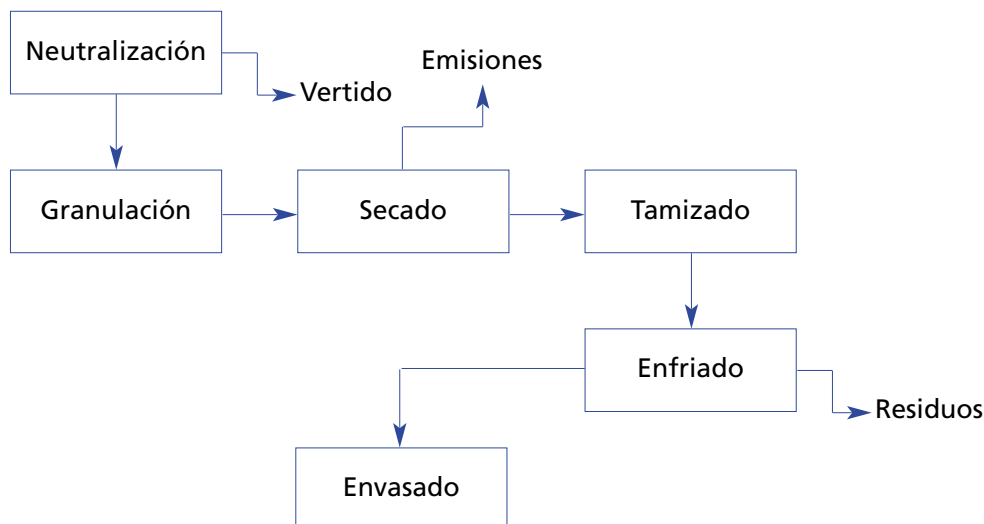 Neutralización
Emisiones
Vertido
Granulación
Secado
Tamizado
Enfriado
Residuos
Envasado